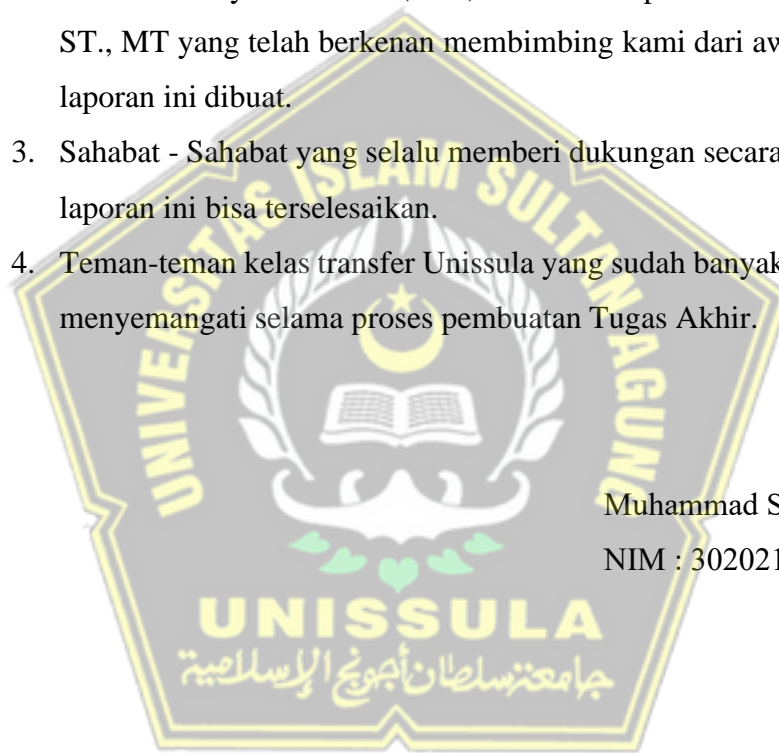 ST., MT yang telah berkenan membimbing kami dari aw
laporan ini dibuat.
3. Sahabat - Sahabat yang selalu memberi dukungan secara
laporan ini bisa terselesaikan.
4. Teman-teman kelas transfer Unissula yang sudah banyak
menyemangati selama proses pembuatan Tugas Akhir.
UNIVERSITAS ISLAM SULTAN AGUNG
Muhammad S
NIM : 302021
UNISSULA
جامعة سلطان أجونج الإسلامية